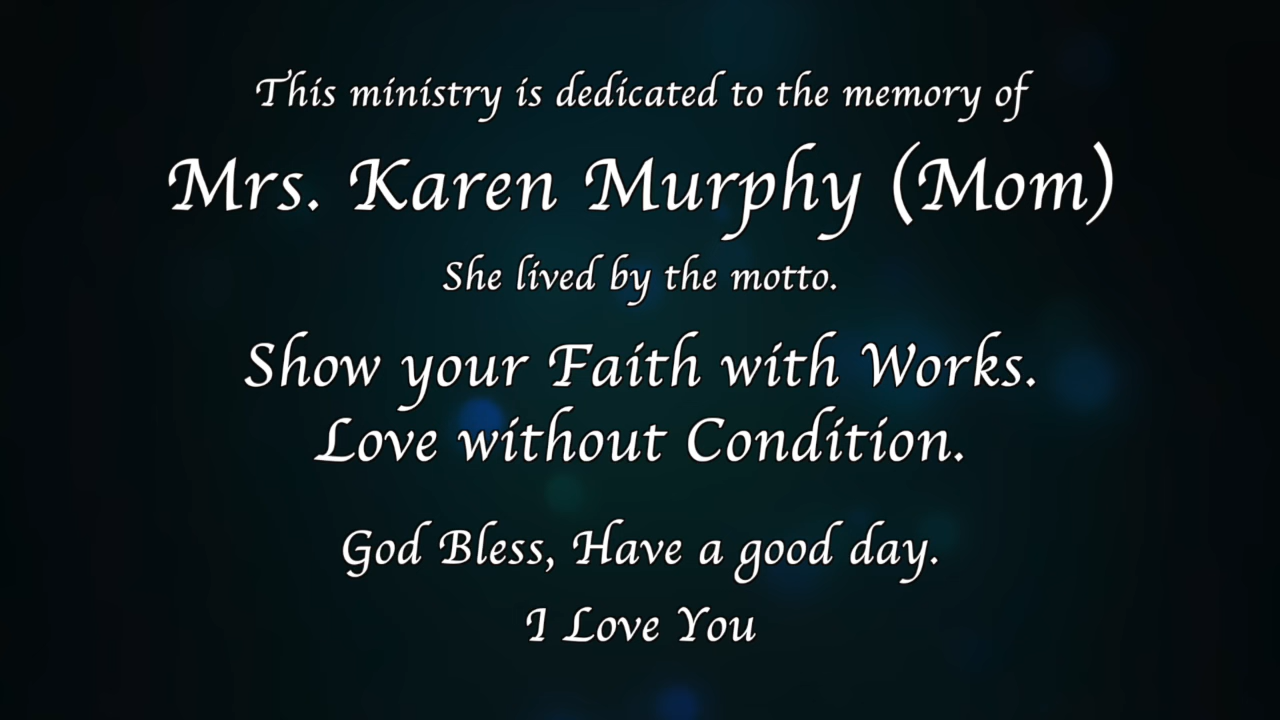 This ministry is dedicated to the memory of
Mrs. Karen Murphy (Mom)
She lived by the motto.
Show your Faith with Works.
Love without Condition.
God Bless, Have a good day.
I Love You